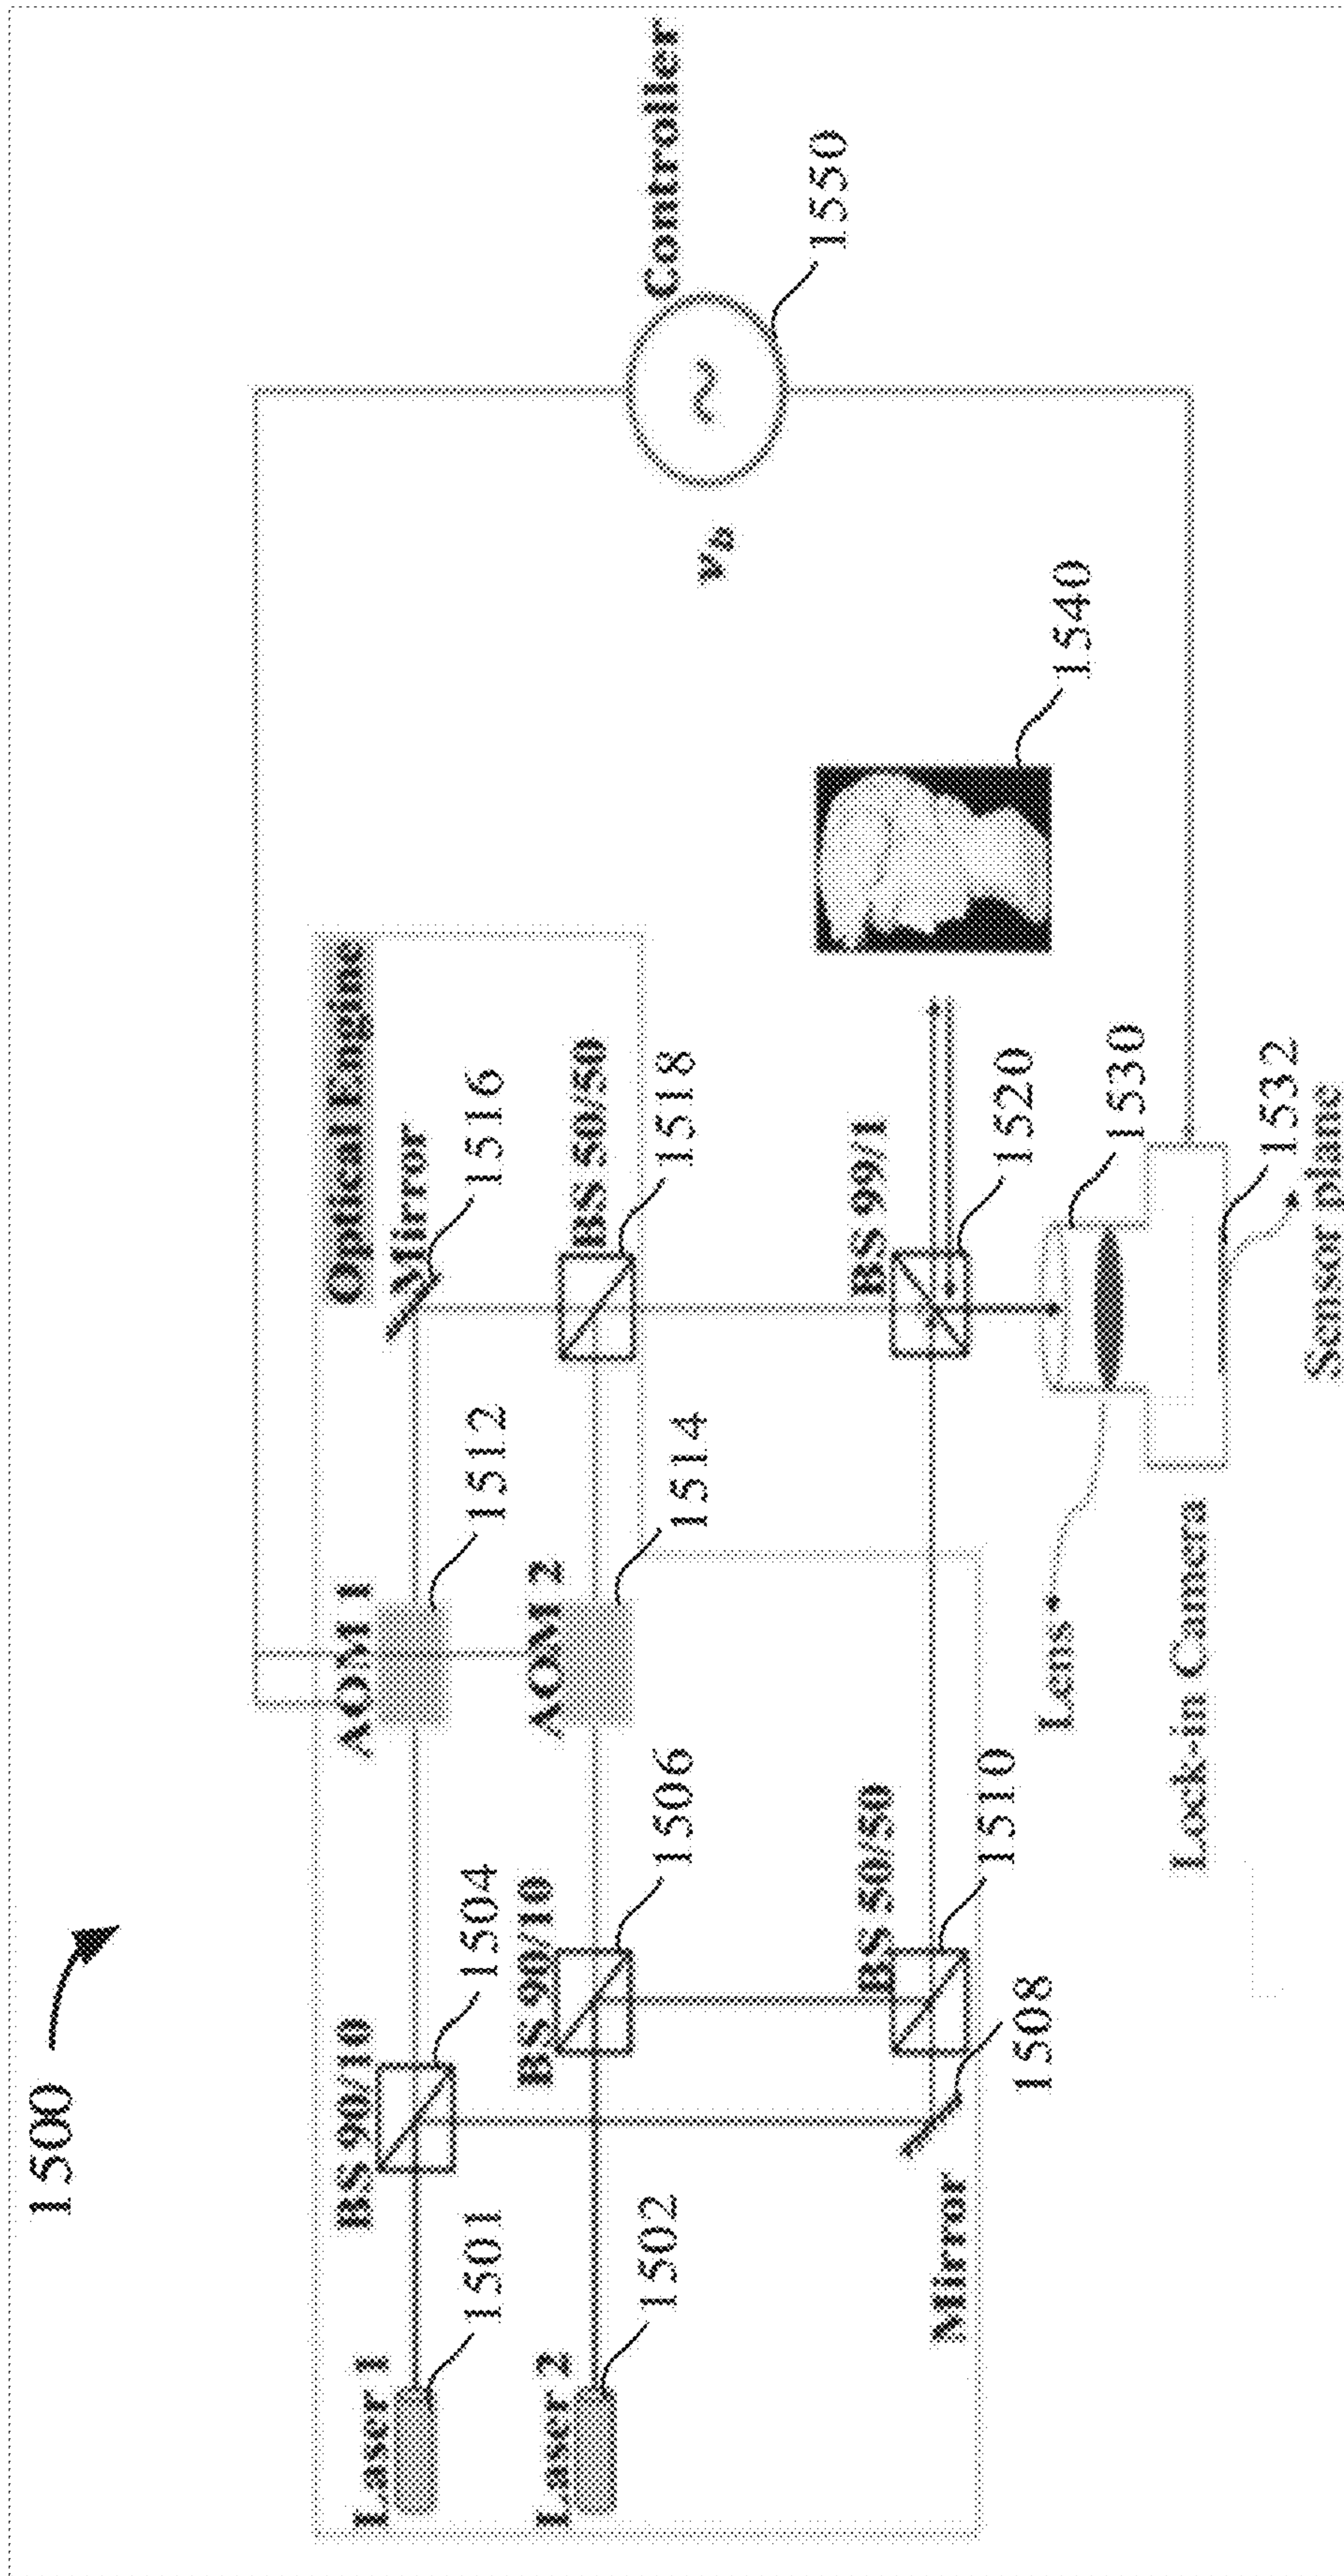 1500
Optical Engine
Controller
Laser 1
1501
BS 90/10
1504
AOM 1
1512
Mirror
1516
Laser 2
1502
BS 90/10
1506
AOM 2
1514
BS 50/50
1518
~
1550
Mirror
1508
BS 50/50
1510
BS 99/1
1520
1540
Lens
1530
Lock-in Camera
1532
Sensor plane